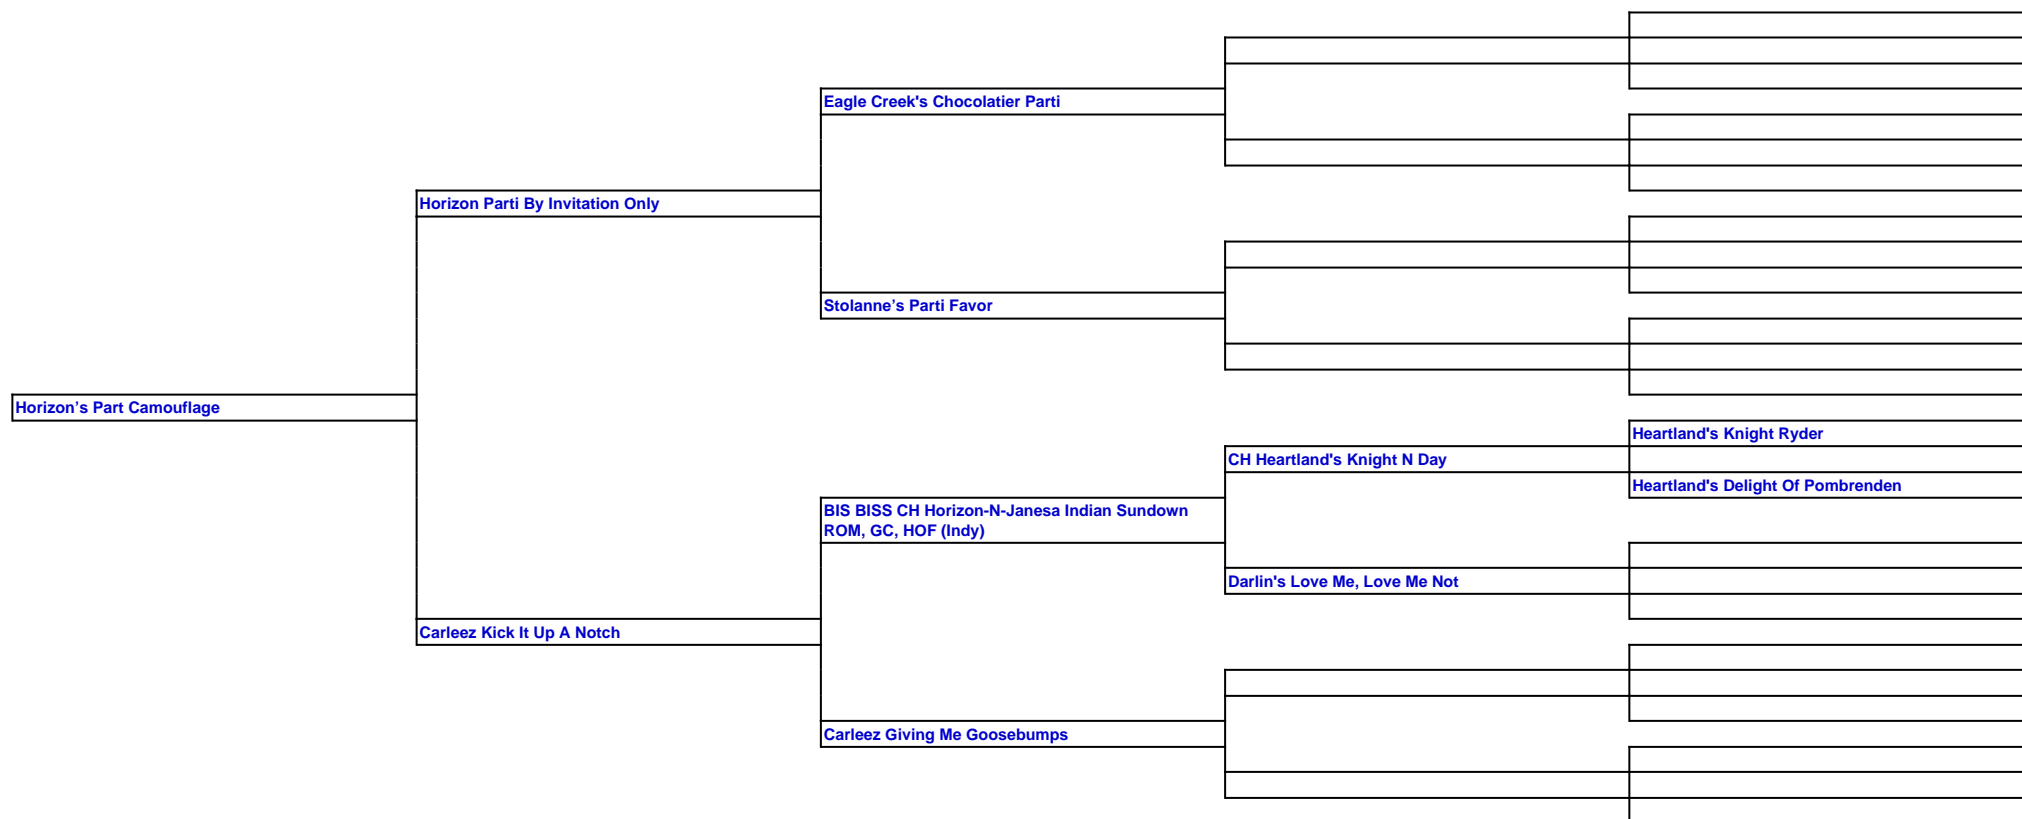 Eagle Creek's Chocolatier Parti
Horizon Parti By Invitation Only
Stolanne’s Parti Favor
Horizon’s Part Camouflage
Heartland's Knight Ryder
CH Heartland's Knight N Day
Heartland's Delight Of Pombrenden
BIS BISS CH Horizon-N-Janesa Indian Sundown
ROM, GC, HOF (Indy)
Darlin's Love Me, Love Me Not
Carleez Kick It Up A Notch
Carleez Giving Me Goosebumps